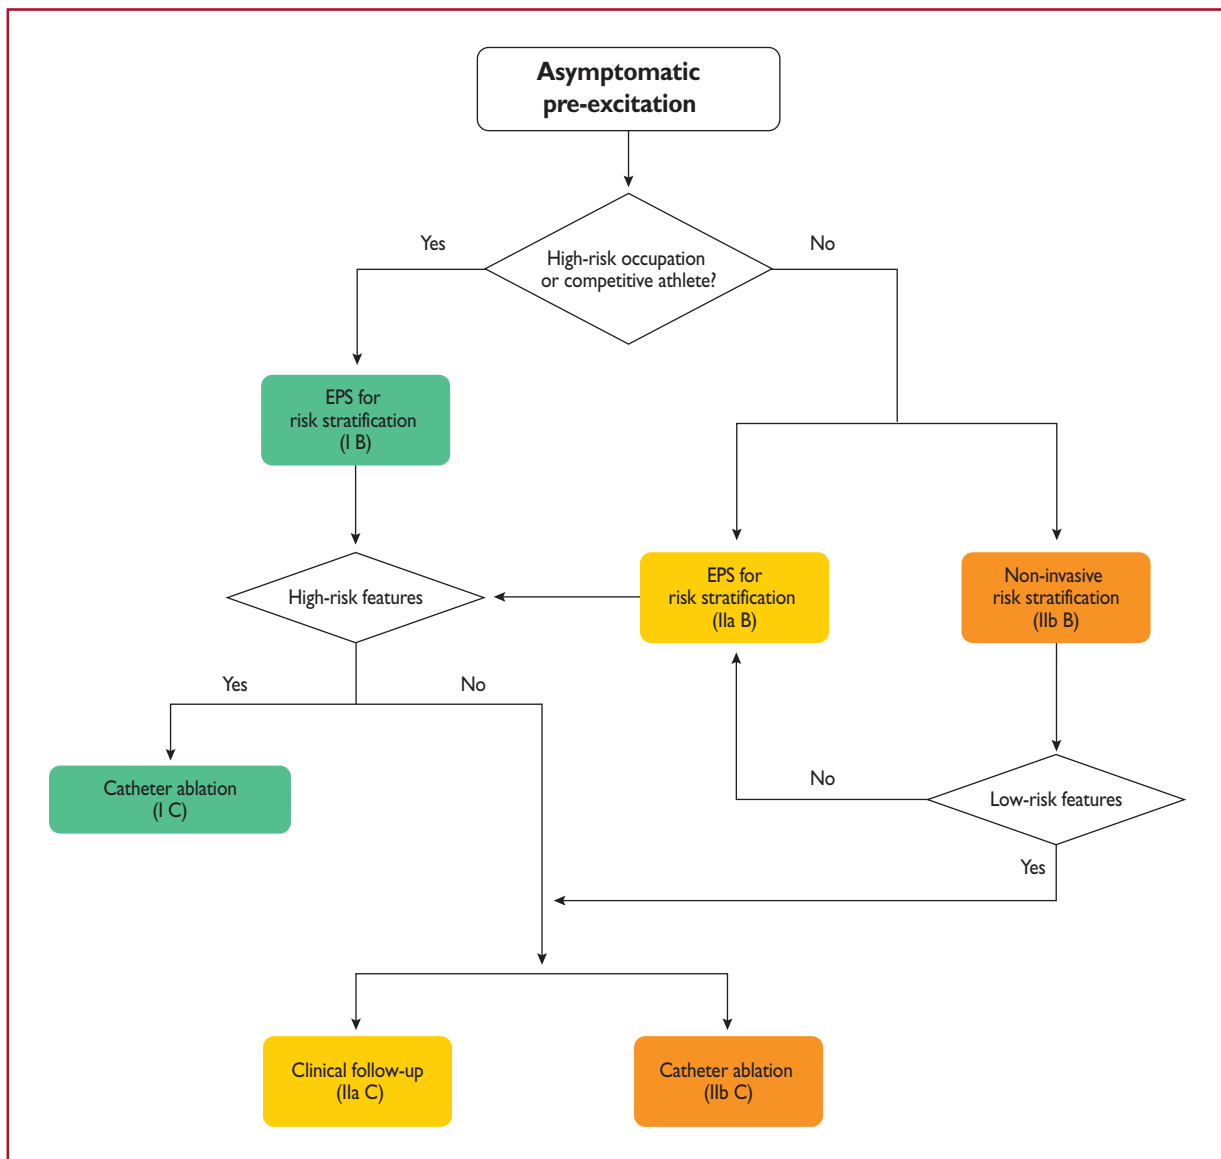 Asymptomatic
pre-excitation
Yes
No
High-risk occupation
or competitive athlete?
EPS for
risk stratification
(I B)
High-risk features
EPS for
risk stratification
(IIa B)
Non-invasive
risk stratification
(IIb B)
Yes
No
Catheter ablation
(I C)
No
Low-risk features
Yes
Clinical follow-up
(IIa C)
Catheter ablation
(IIb C)